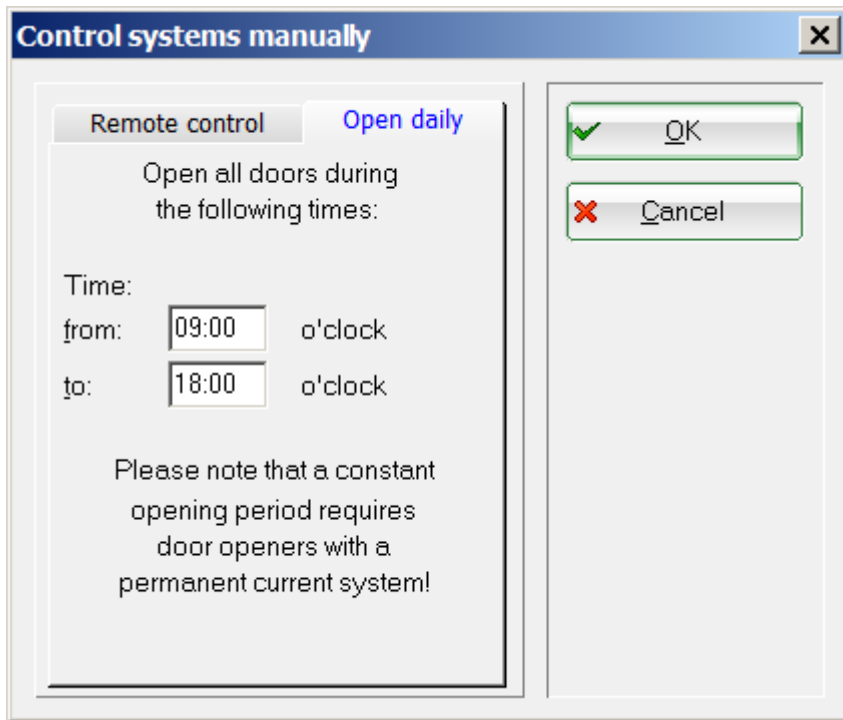 Control systems manually
Remote control
Open daily
Open all doors during
the following times:
Time:
from: 09:00 o'clock
to: 18:00 o'clock
Please note that a constant
opening period requires
door openers with a
permanent current system!
OK
Cancel